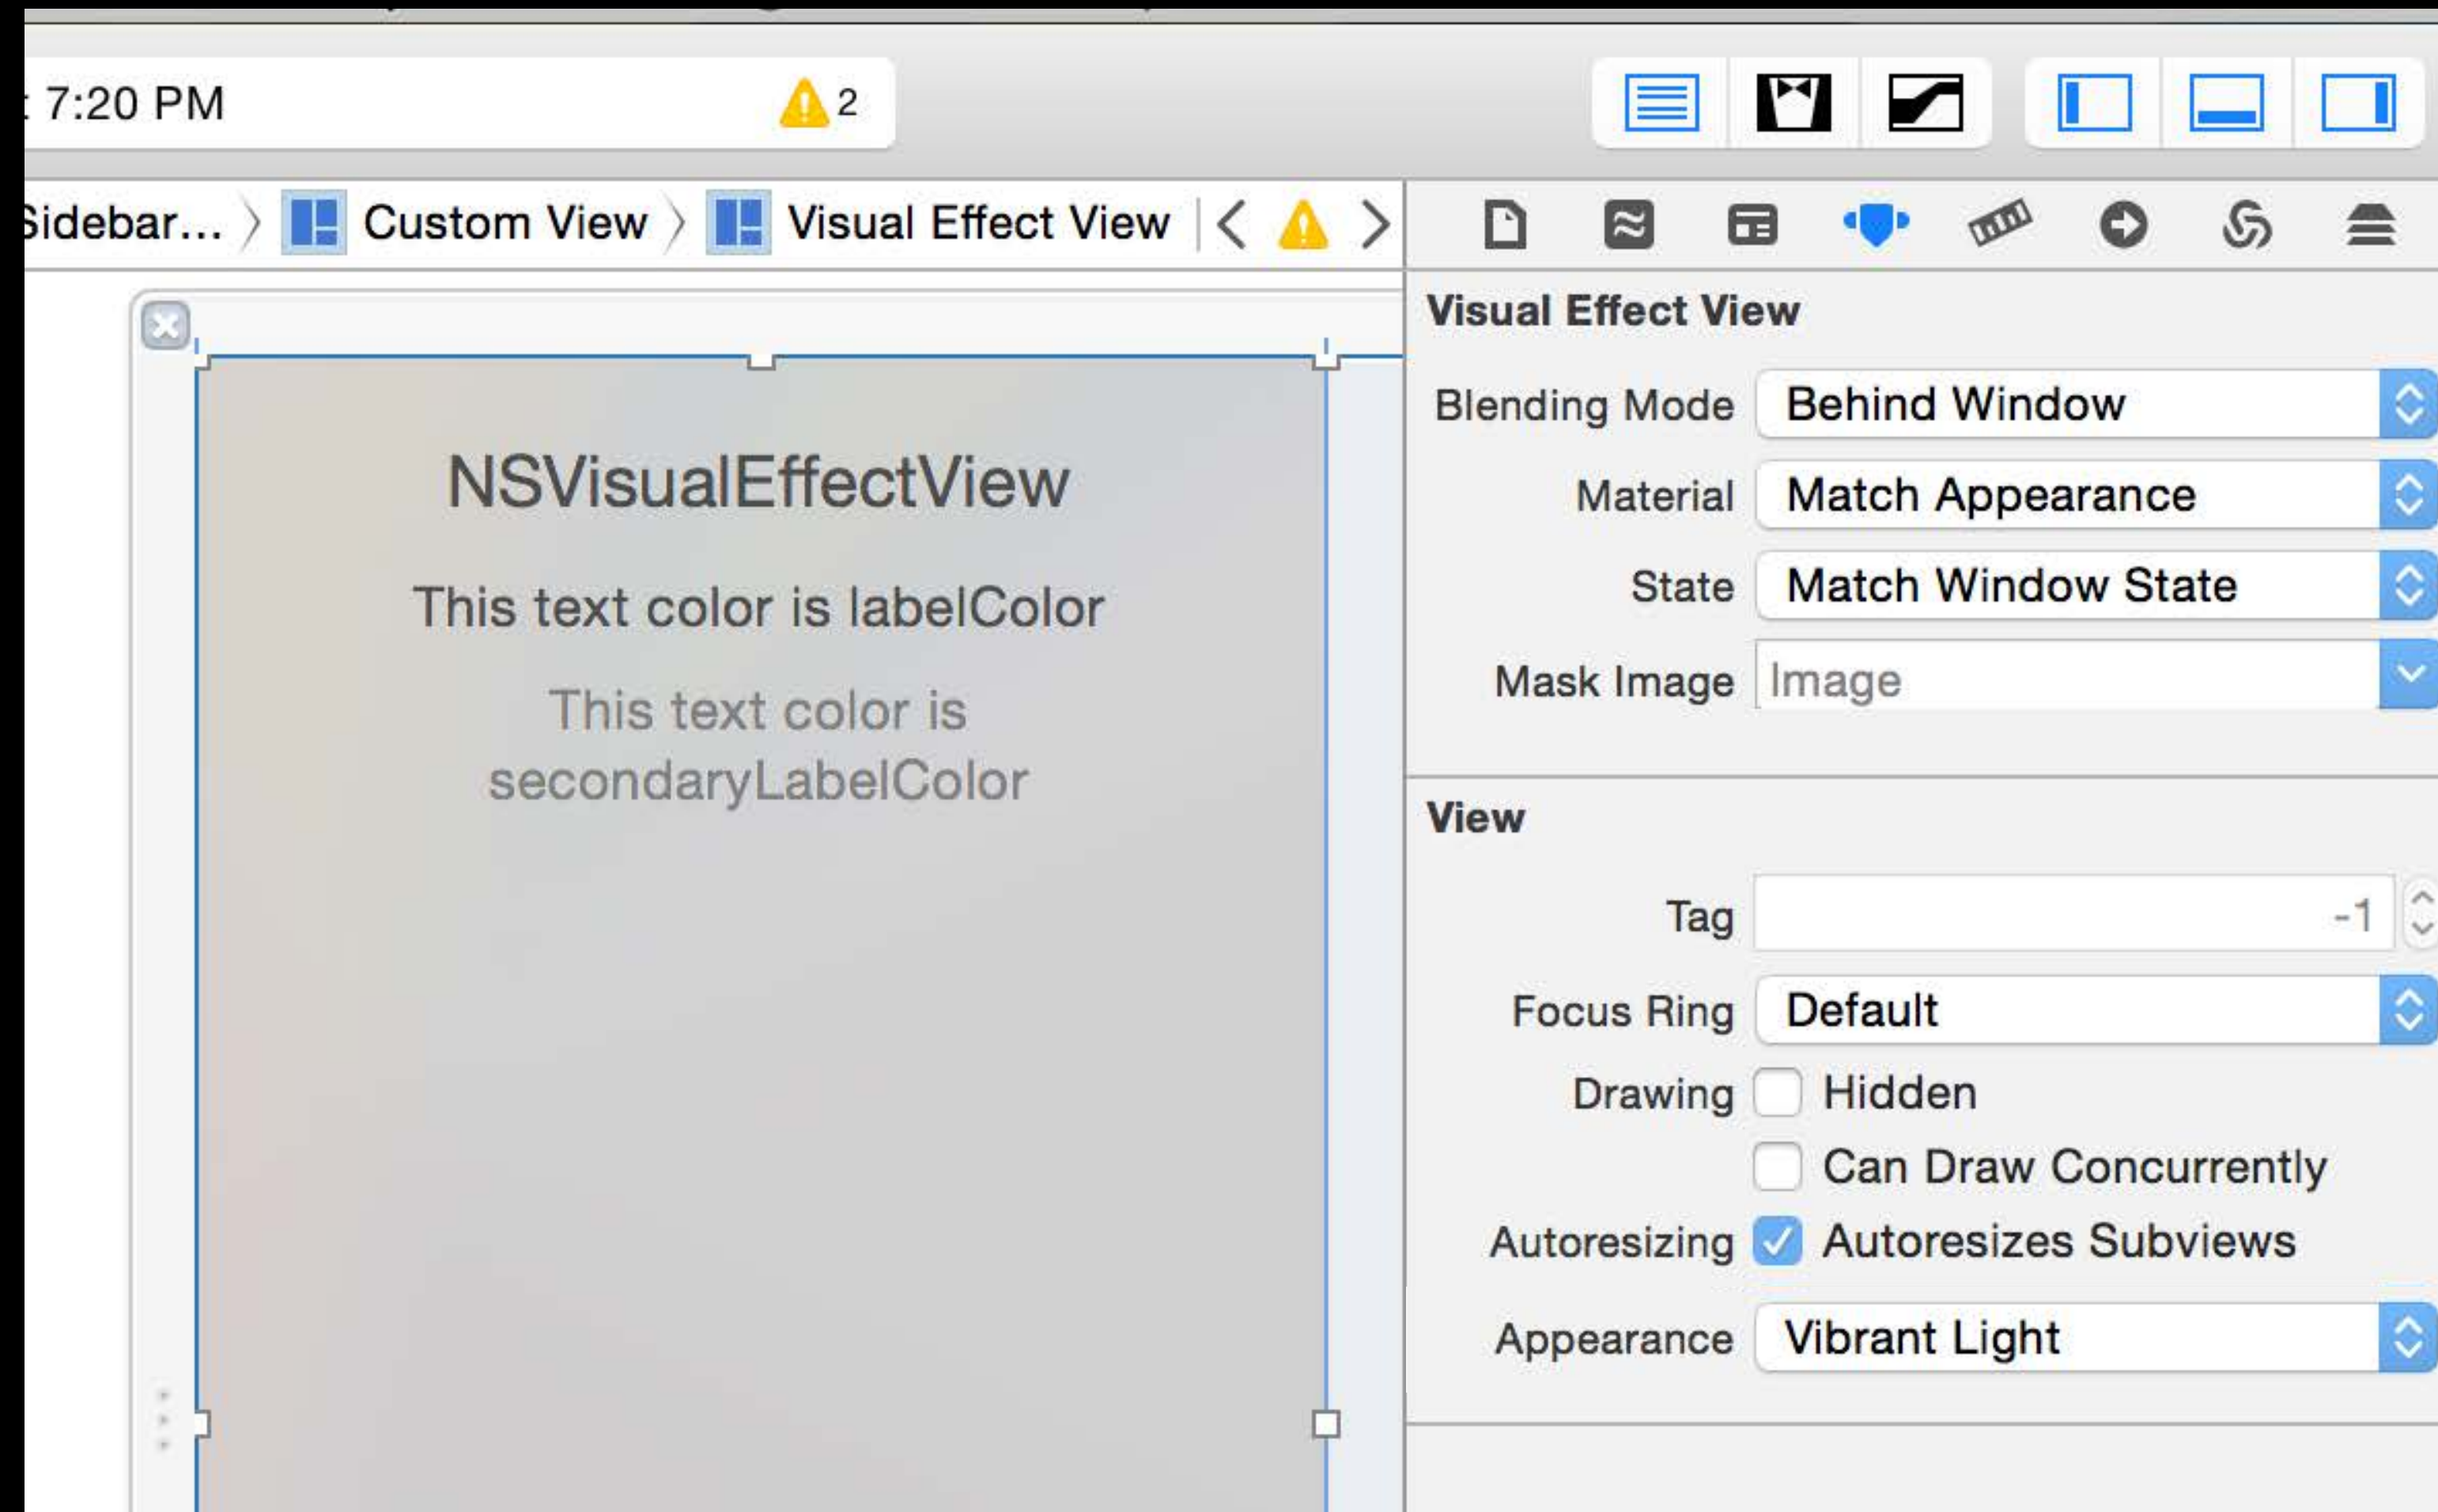 : 7:20 PM
2
Sidebar...
Custom View
Visual Effect View
NSVisualEffectView
This text color is labelColor
This text color is
secondaryLabelColor
Visual Effect View
Blending Mode Behind Window
Material Match Appearance
State Match Window State
Mask Image Image
View
Tag -1
Focus Ring Default
Drawing Hidden
Can Draw Concurrently
Autoresizing Autoresizes Subviews
Appearance Vibrant Light